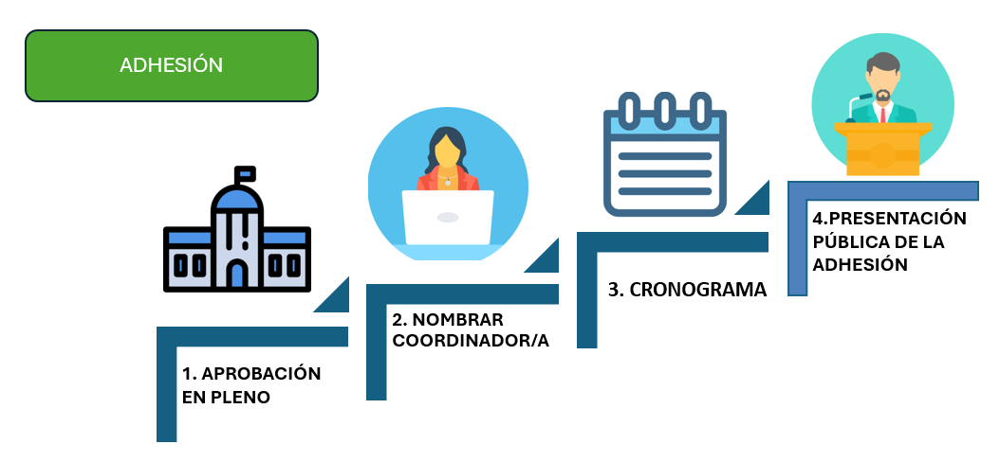 ADHESIÓN
1. APROBACIÓN
EN PLENO
2. NOMBRAR
COORDINADOR/A
3. CRONOGRAMA
4.PRESENTACIÓN
PÚBLICA DE LA
ADHESIÓN